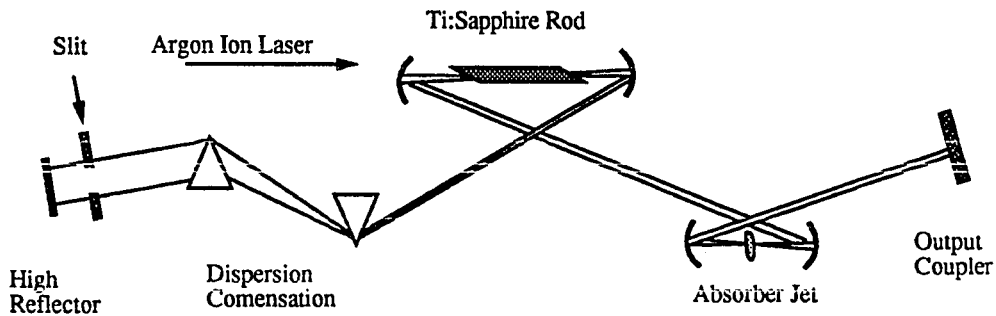 Ti:Sapphire Rod
Slit
Argon Ion Laser
High
Reflector
Dispersion
Comensation
Absorber Jet
Output
Coupler